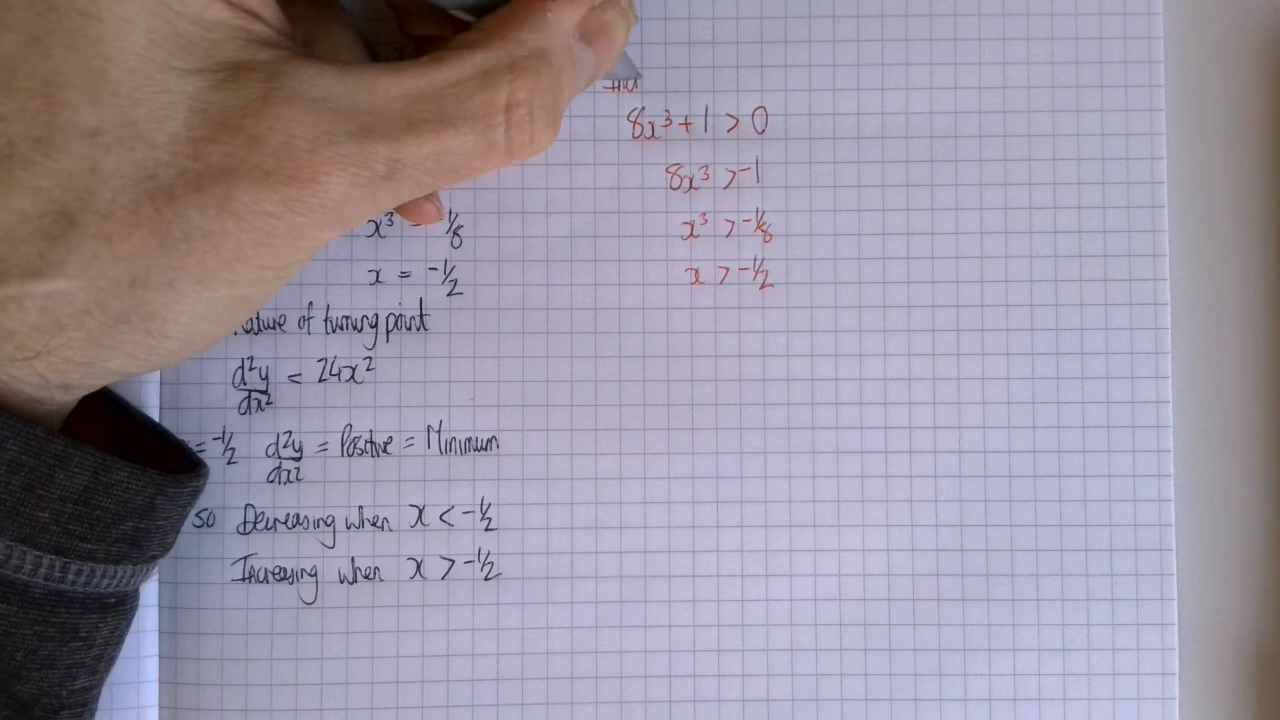 8x³ + 1 > 0
8x³ > -1
x³ > -1/8
x > -1/2
x³ = -1/8
x = -1/2
of turning point
d²y/dx² = 24x²
= -1/2 d²y/dx² = Positive = Minimum
so Decreasing when x < -1/2
Increasing when x > -1/2